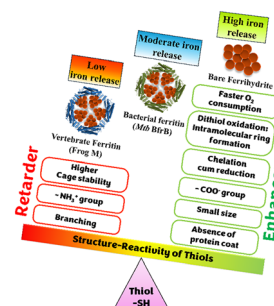 High iron
release
Moderate iron
release
Low
iron release
Bare Ferrihydrite
Bacterial ferritin
(Mtb BfrB)
Vertebrate Ferritin
(Frog M)
Faster O₂
consumption
Dithiol oxidation:
Intramolecular ring
formation
Chelation
cum reduction
-COO⁻ group
Small size
Absence of
protein coat
Retarder
Higher
Cage stability
-NH₃⁺ group
Branching
Structure-Reactivity of Thiols
Thiol
-SH